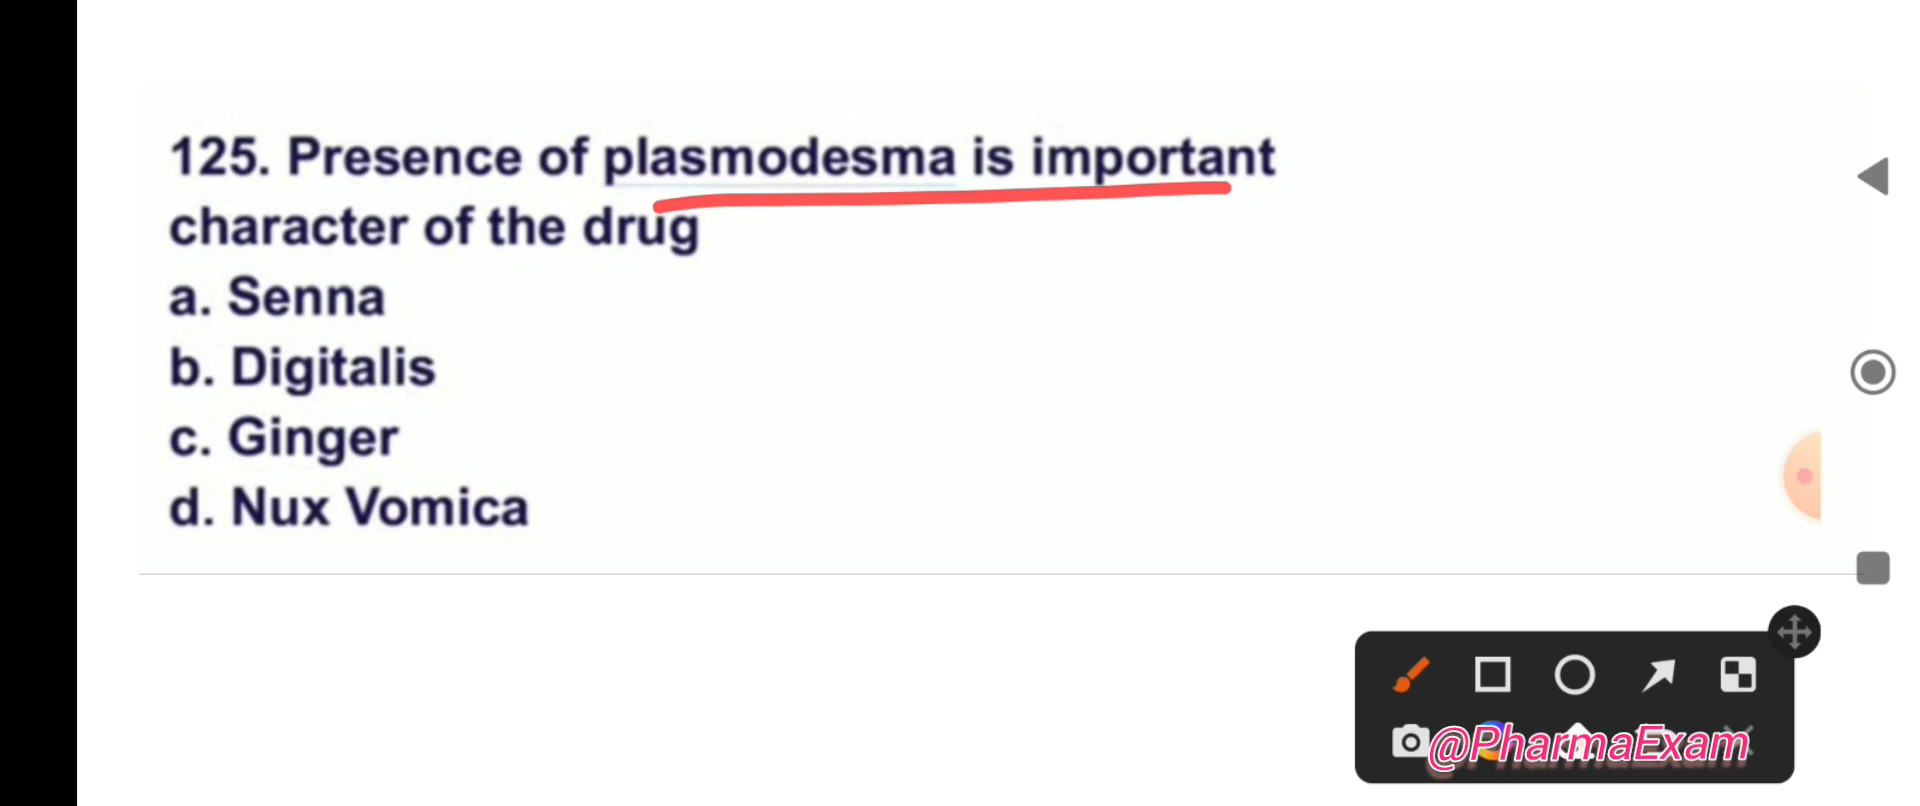 125. Presence of plasmodesma is important
character of the drug
a. Senna
b. Digitalis
c. Ginger
d. Nux Vomica
@PharmaExam